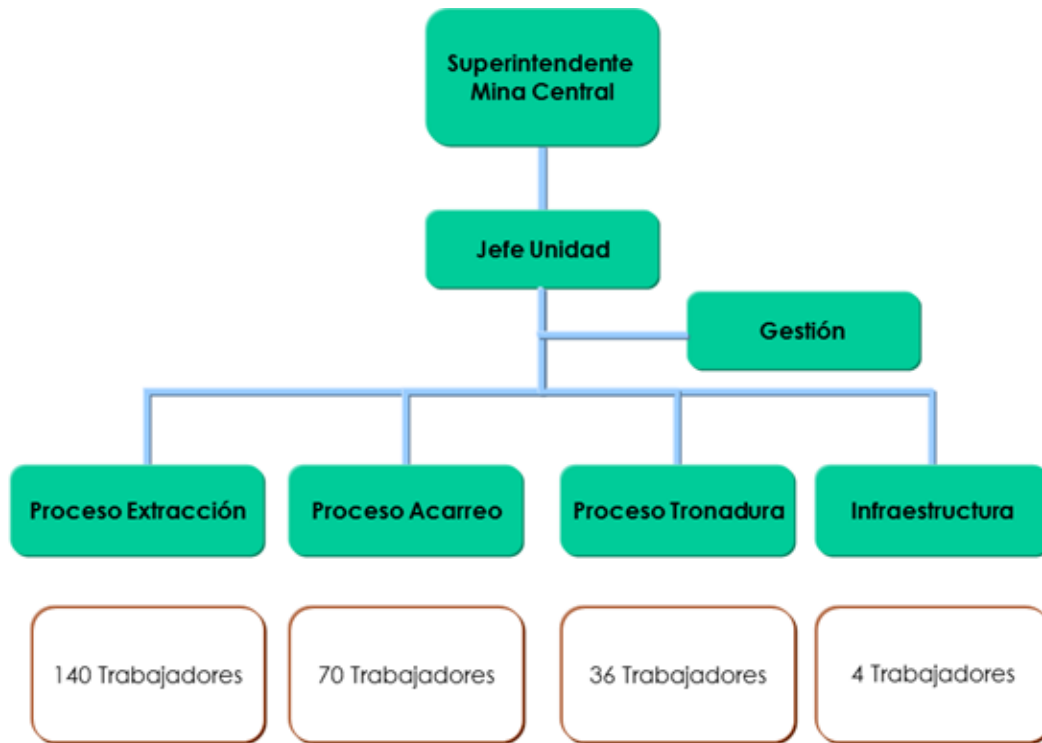 Superintendente
Mina Central
Jefe Unidad
Gestión
Proceso Extracción
Proceso Acarreo
Proceso Tronadura
Infraestructura
140 Trabajadores
70 Trabajadores
36 Trabajadores
4 Trabajadores